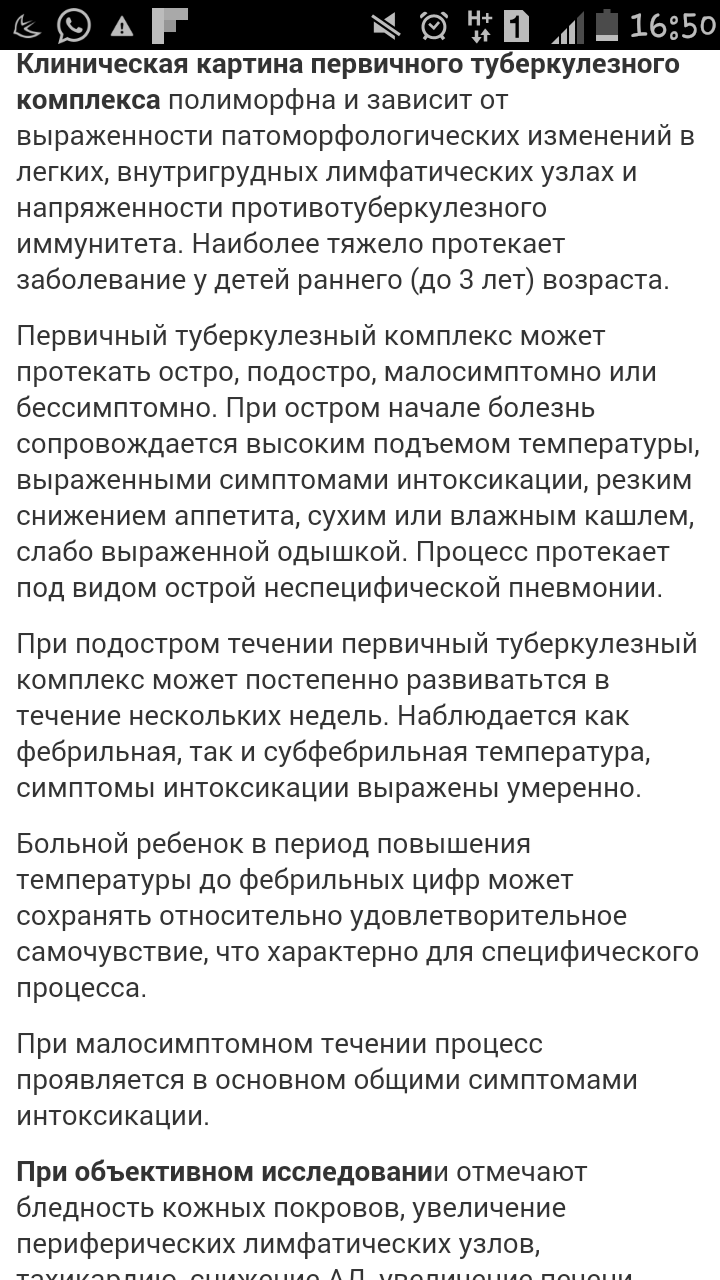 16:50
H+
1
Клиническая картина первичного туберкулезного
комплекса полиморфна и зависит от
выраженности патоморфологических изменений в
легких, внутригрудных лимфатических узлах и
напряженности противотуберкулезного
иммунитета. Наиболее тяжело протекает
заболевание у детей раннего (до 3 лет) возраста.
Первичный туберкулезный комплекс может
протекать остро, подостро, малосимптомно или
бессимптомно. При остром начале болезнь
сопровождается высоким подъемом температуры,
выраженными симптомами интоксикации, резким
снижением аппетита, сухим или влажным кашлем,
слабо выраженной одышкой. Процесс протекает
под видом острой неспецифической пневмонии.
При подостром течении первичный туберкулезный
комплекс может постепенно развиватьтся в
течение нескольких недель. Наблюдается как
фебрильная, так и субфебрильная температура,
симптомы интоксикации выражены умеренно.
Больной ребенок в период повышения
температуры до фебрильных цифр может
сохранять относительно удовлетворительное
самочувствие, что характерно для специфического
процесса.
При малосимптомном течении процесс
проявляется в основном общими симптомами
интоксикации.
При объективном исследовании отмечают
бледность кожных покровов, увеличение
периферических лимфатических узлов,
тахикардию, снижение АД, увеличение печени